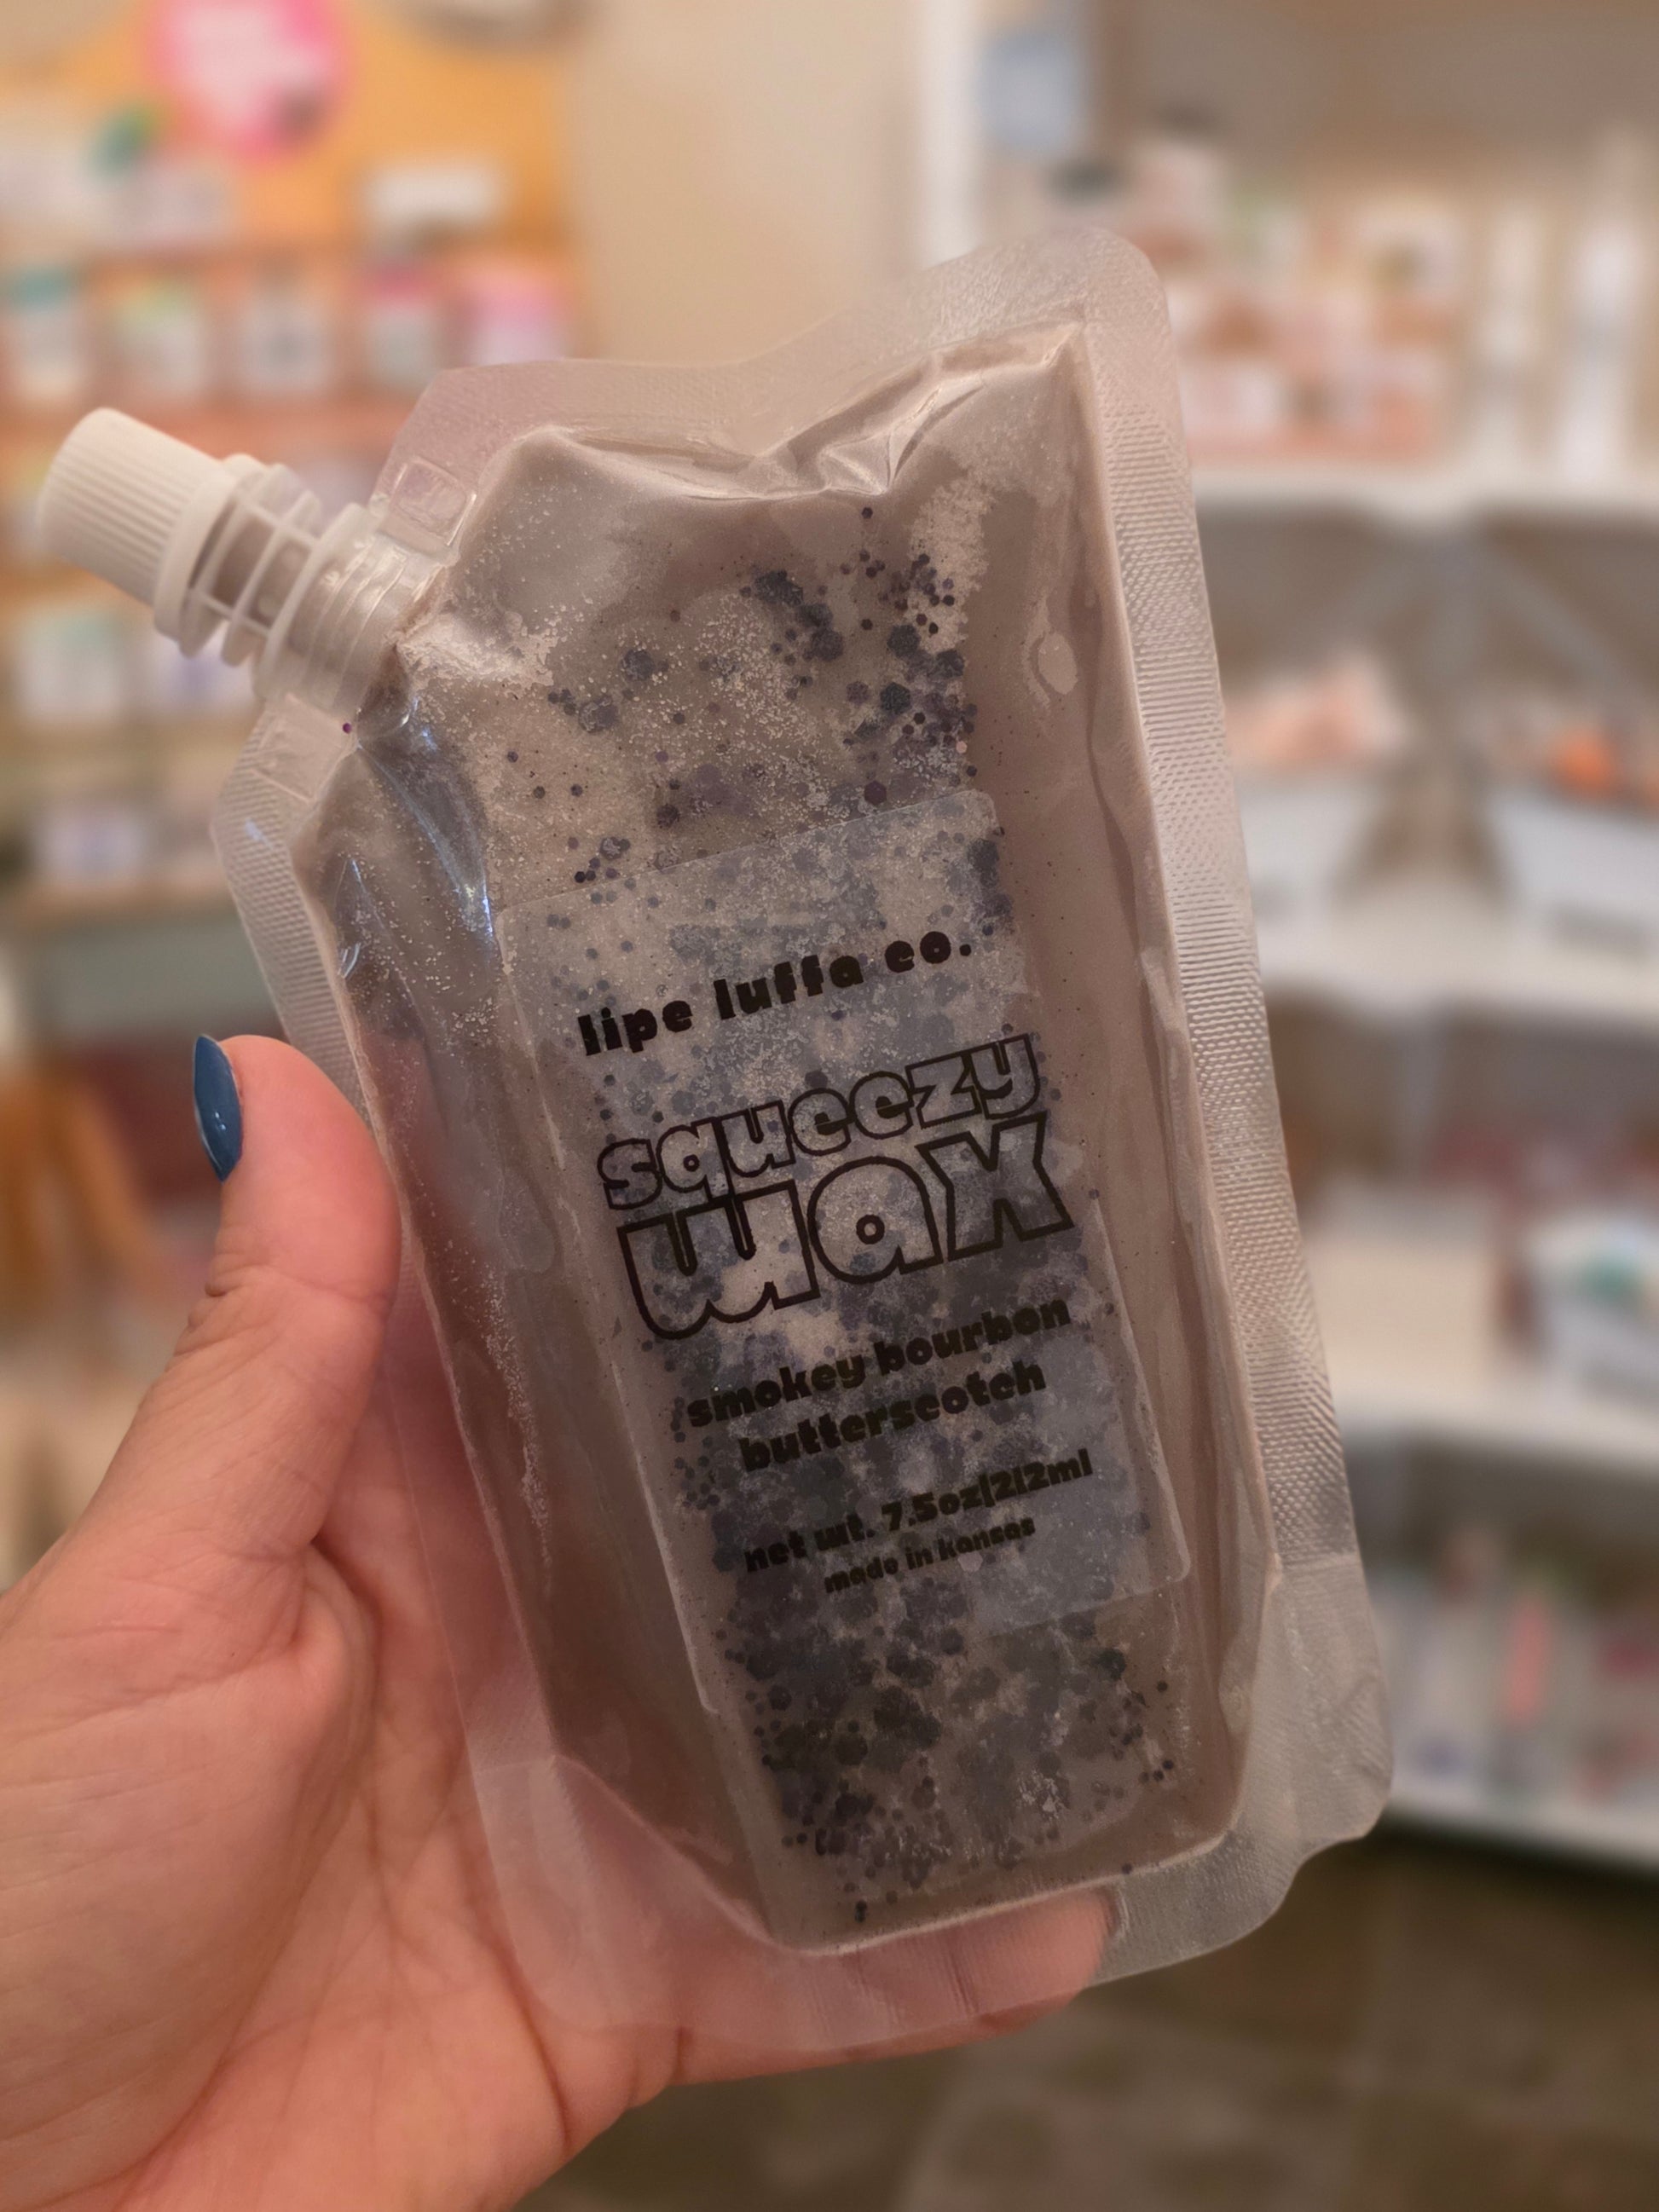 lipe luffa co.
squeezy
wax
smokey bourbon
butterscotch
net wt. 7.5oz|212ml
made in kansas